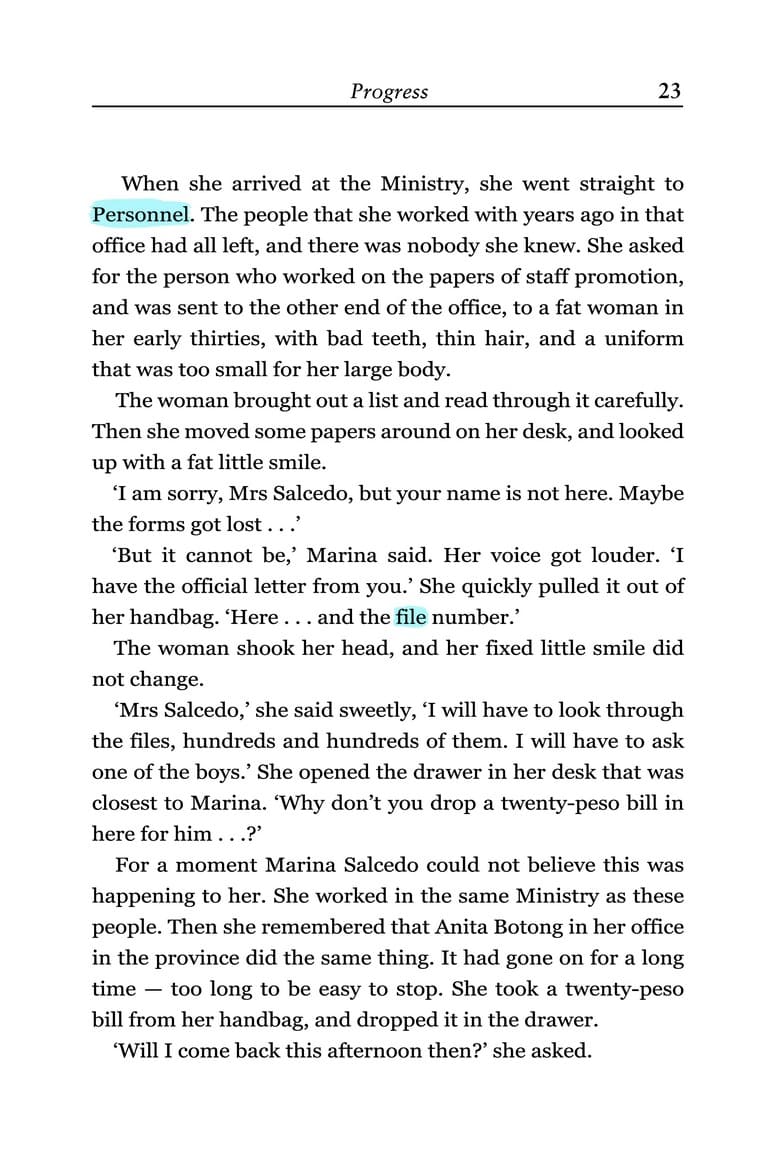 Progress 23
When she arrived at the Ministry, she went straight to
Personnel. The people that she worked with years ago in that
office had all left, and there was nobody she knew. She asked
for the person who worked on the papers of staff promotion,
and was sent to the other end of the office, to a fat woman in
her early thirties, with bad teeth, thin hair, and a uniform
that was too small for her large body.
The woman brought out a list and read through it carefully.
Then she moved some papers around on her desk, and looked
up with a fat little smile.
‘I am sorry, Mrs Salcedo, but your name is not here. Maybe
the forms got lost . . .’
‘But it cannot be,’ Marina said. Her voice got louder. ‘I
have the official letter from you.’ She quickly pulled it out of
her handbag. ‘Here . . . and the file number.’
The woman shook her head, and her fixed little smile did
not change.
‘Mrs Salcedo,’ she said sweetly, ‘I will have to look through
the files, hundreds and hundreds of them. I will have to ask
one of the boys.’ She opened the drawer in her desk that was
closest to Marina. ‘Why don’t you drop a twenty-peso bill in
here for him . . .?’
For a moment Marina Salcedo could not believe this was
happening to her. She worked in the same Ministry as these
people. Then she remembered that Anita Botong in her office
in the province did the same thing. It had gone on for a long
time — too long to be easy to stop. She took a twenty-peso
bill from her handbag, and dropped it in the drawer.
‘Will I come back this afternoon then?’ she asked.